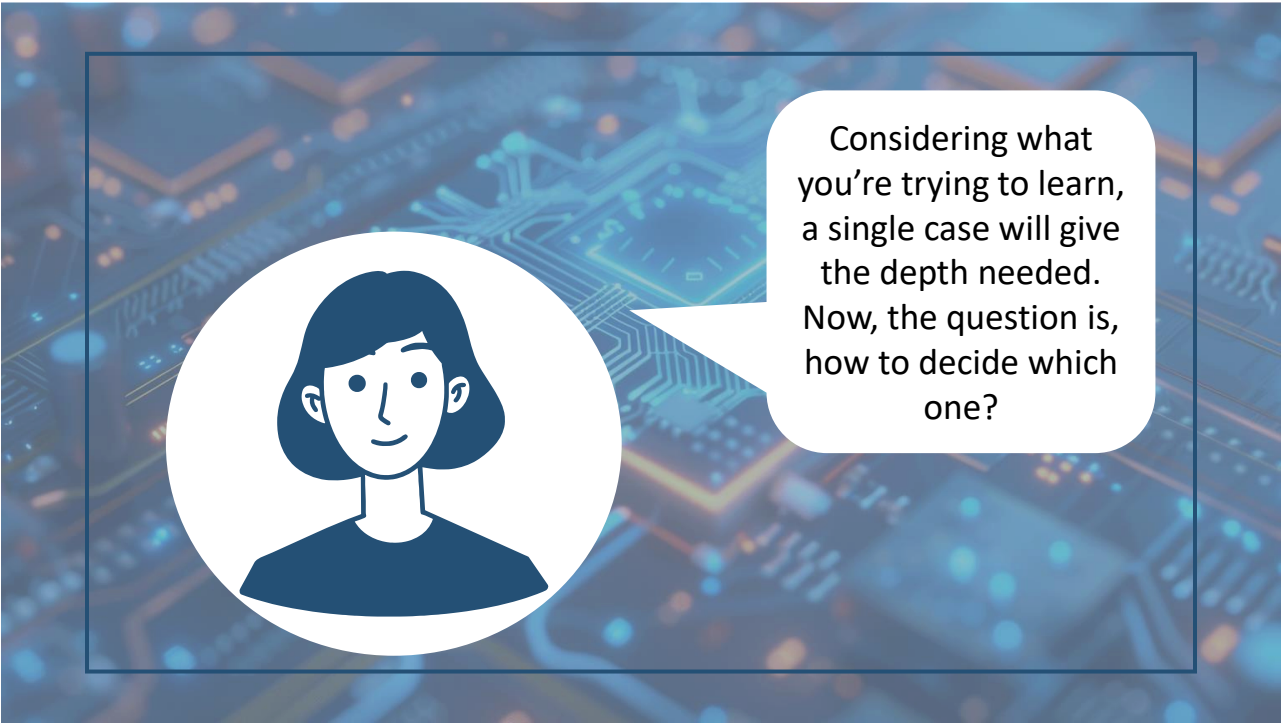 Considering what
you’re trying to learn,
a single case will give
the depth needed.
Now, the question is,
how to decide which
one?